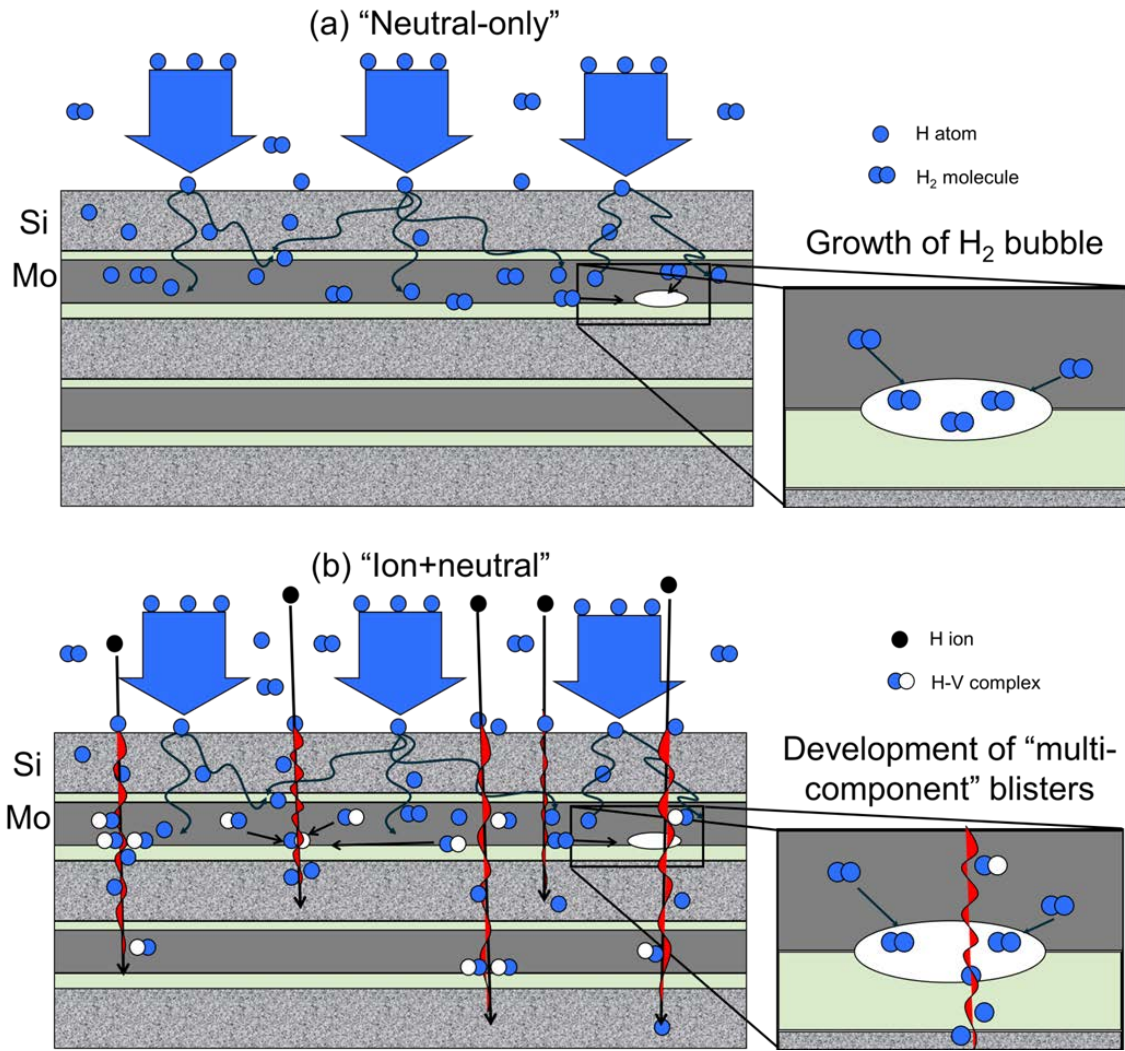 (a) “Neutral-only”
H atom
H₂ molecule
Si
Mo
Growth of H₂ bubble
(b) “Ion+neutral”
H ion
H-V complex
Si
Mo
Development of “multi-
component” blisters